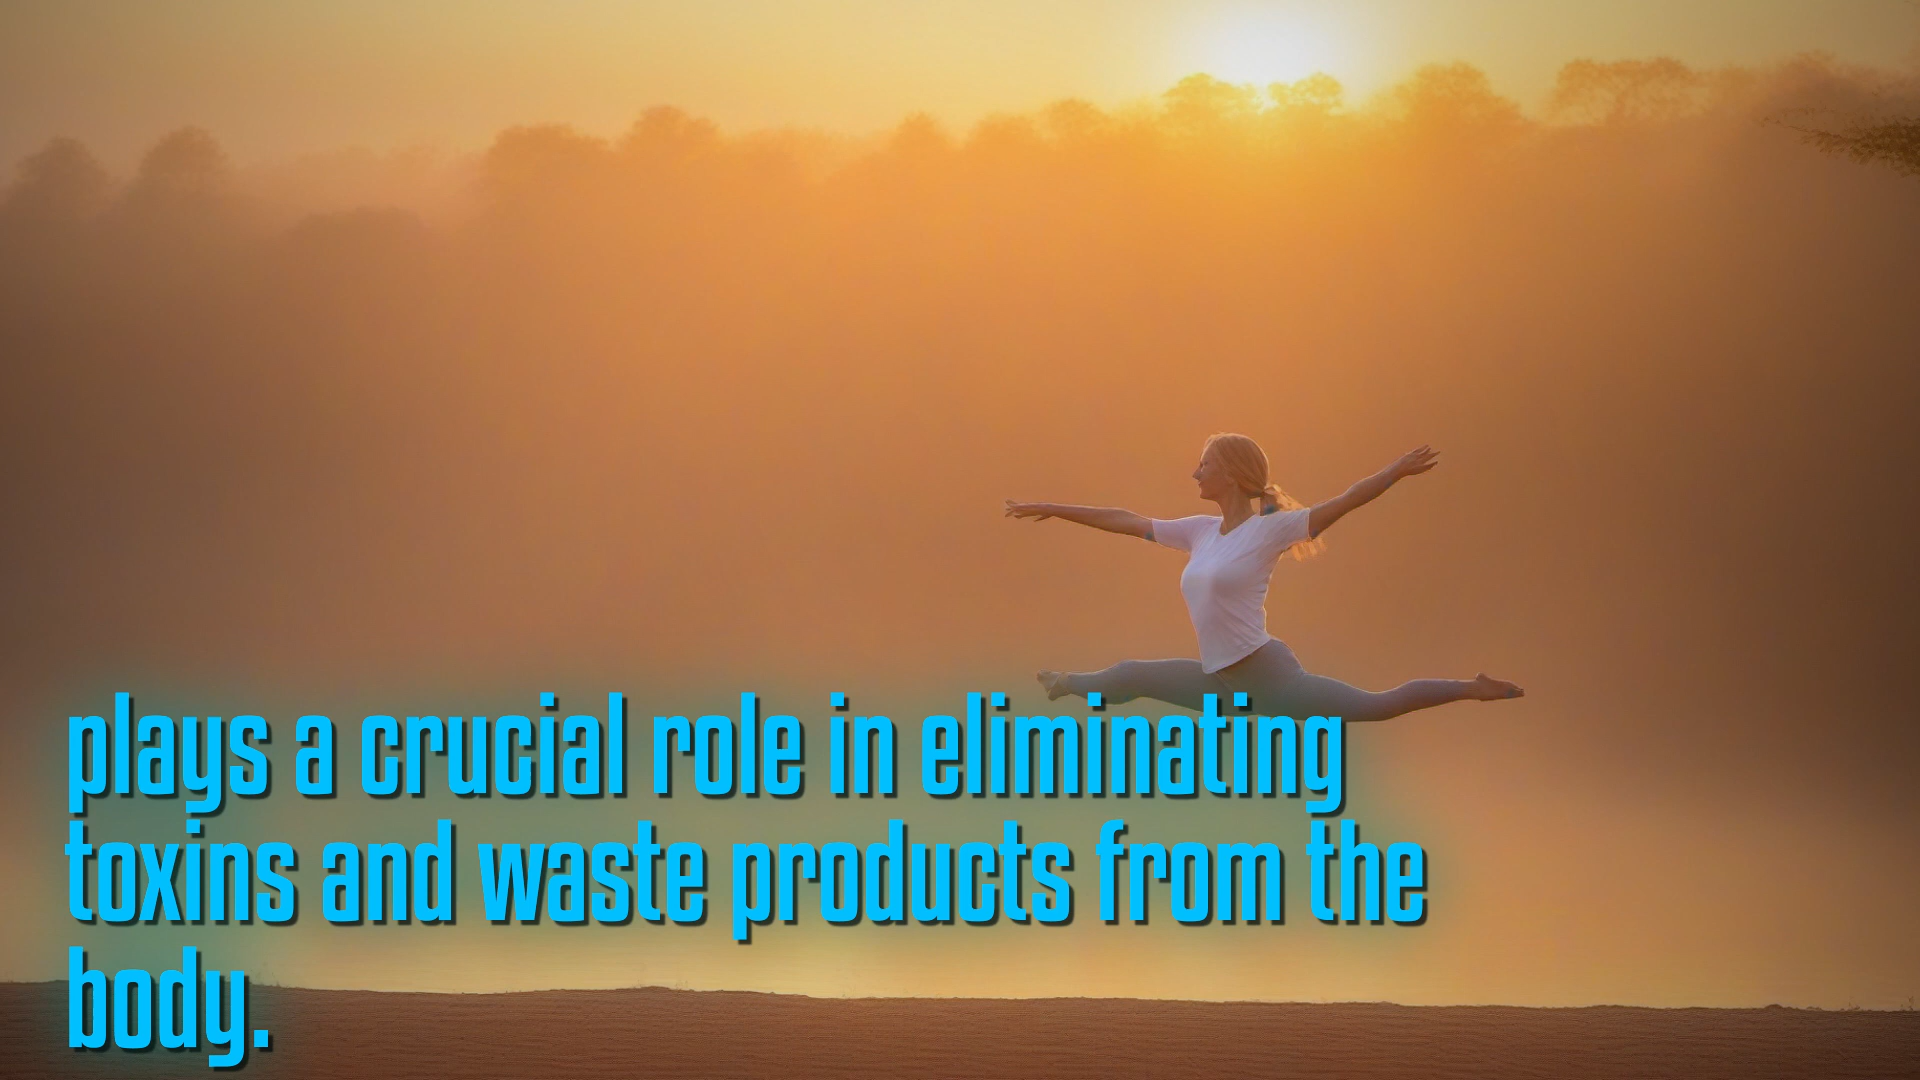 plays a crucial role in eliminating
toxins and waste products from the
body.